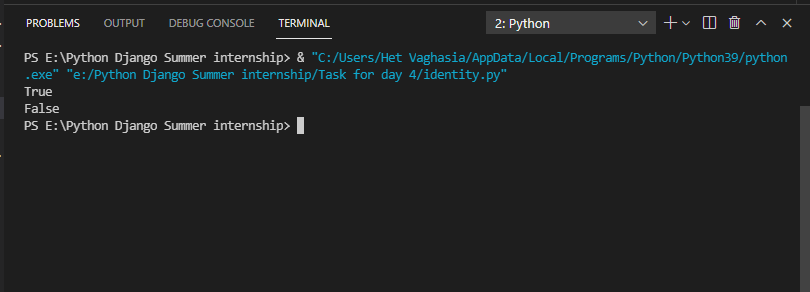 PROBLEMS OUTPUT DEBUG CONSOLE TERMINAL 2: Python
PS E:\Python Django Summer internship> & "C:/Users/Het Vaghasia/AppData/Local/Programs/Python/Python39/python
.exe" "e:/Python Django Summer internship/Task for day 4/identity.py"
True
False
PS E:\Python Django Summer internship>